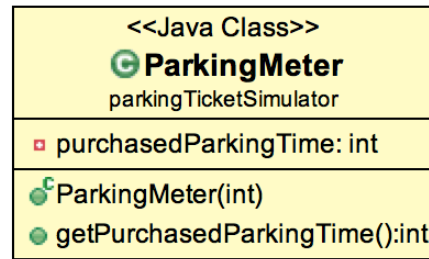 <<Java Class>>
ParkingMeter
parkingTicketSimulator
purchasedParkingTime: int
ParkingMeter(int)
getPurchasedParkingTime():int